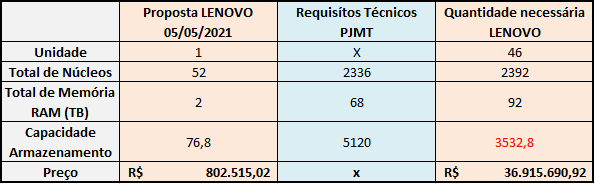 Proposta LENOVO 05/05/2021 Requisítos Técnicos PJMT Quantidade necessária LENOVO
Unidade 1 X 46
Total de Núcleos 52 2336 2392
Total de Memória RAM (TB) 2 68 92
Capacidade Armazenamento 76,8 5120 3532,8
Preço R$ 802.515,02 x R$ 36.915.690,92